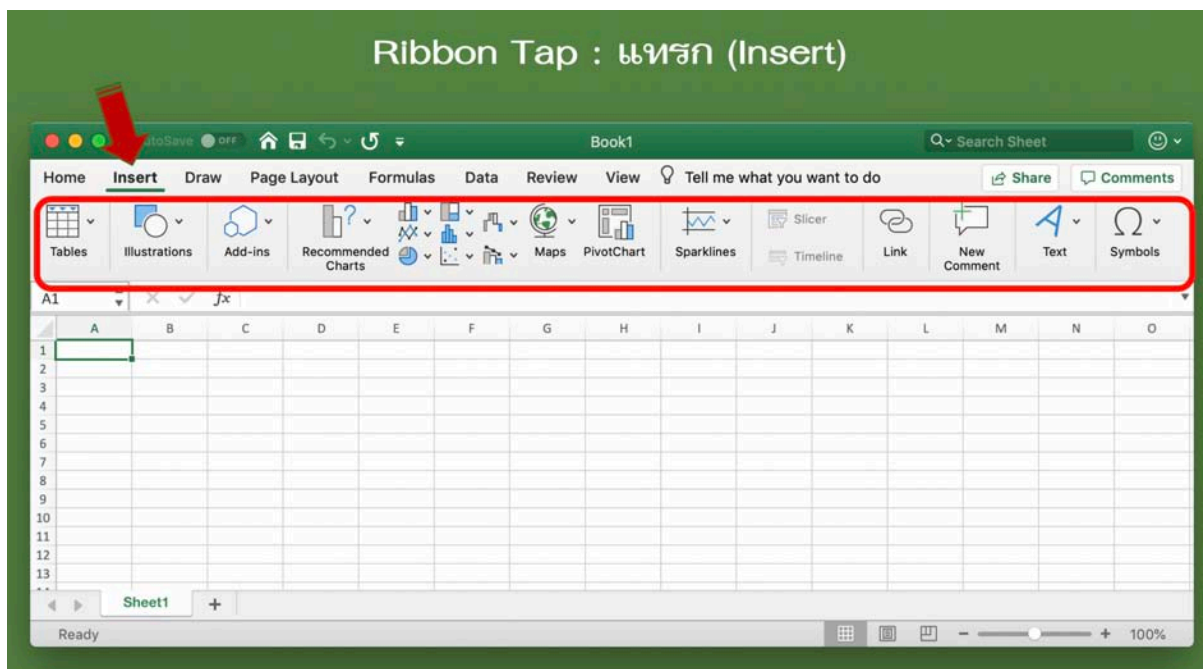 Ribbon Tap : แทรก (Insert)
AutoSave OFF Book1 Search Sheet
Home Insert Draw Page Layout Formulas Data Review View Tell me what you want to do Share Comments
Tables Illustrations Add-ins Recommended Charts Maps PivotChart Sparklines Slicer Timeline Link New Comment Text Symbols
A1 fx
A B C D E F G H I J K L M N O
1
2
3
4
5
6
7
8
9
10
11
12
13
Sheet1 +
Ready 100%